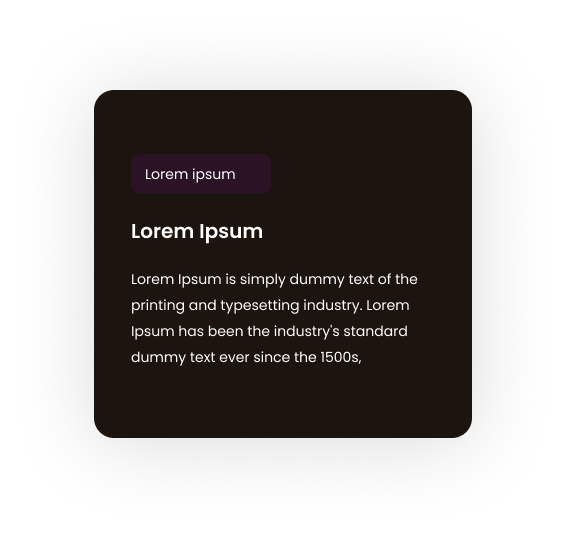 Lorem ipsum
Lorem Ipsum
Lorem Ipsum is simply dummy text of the
printing and typesetting industry. Lorem
Ipsum has been the industry's standard
dummy text ever since the 1500s,